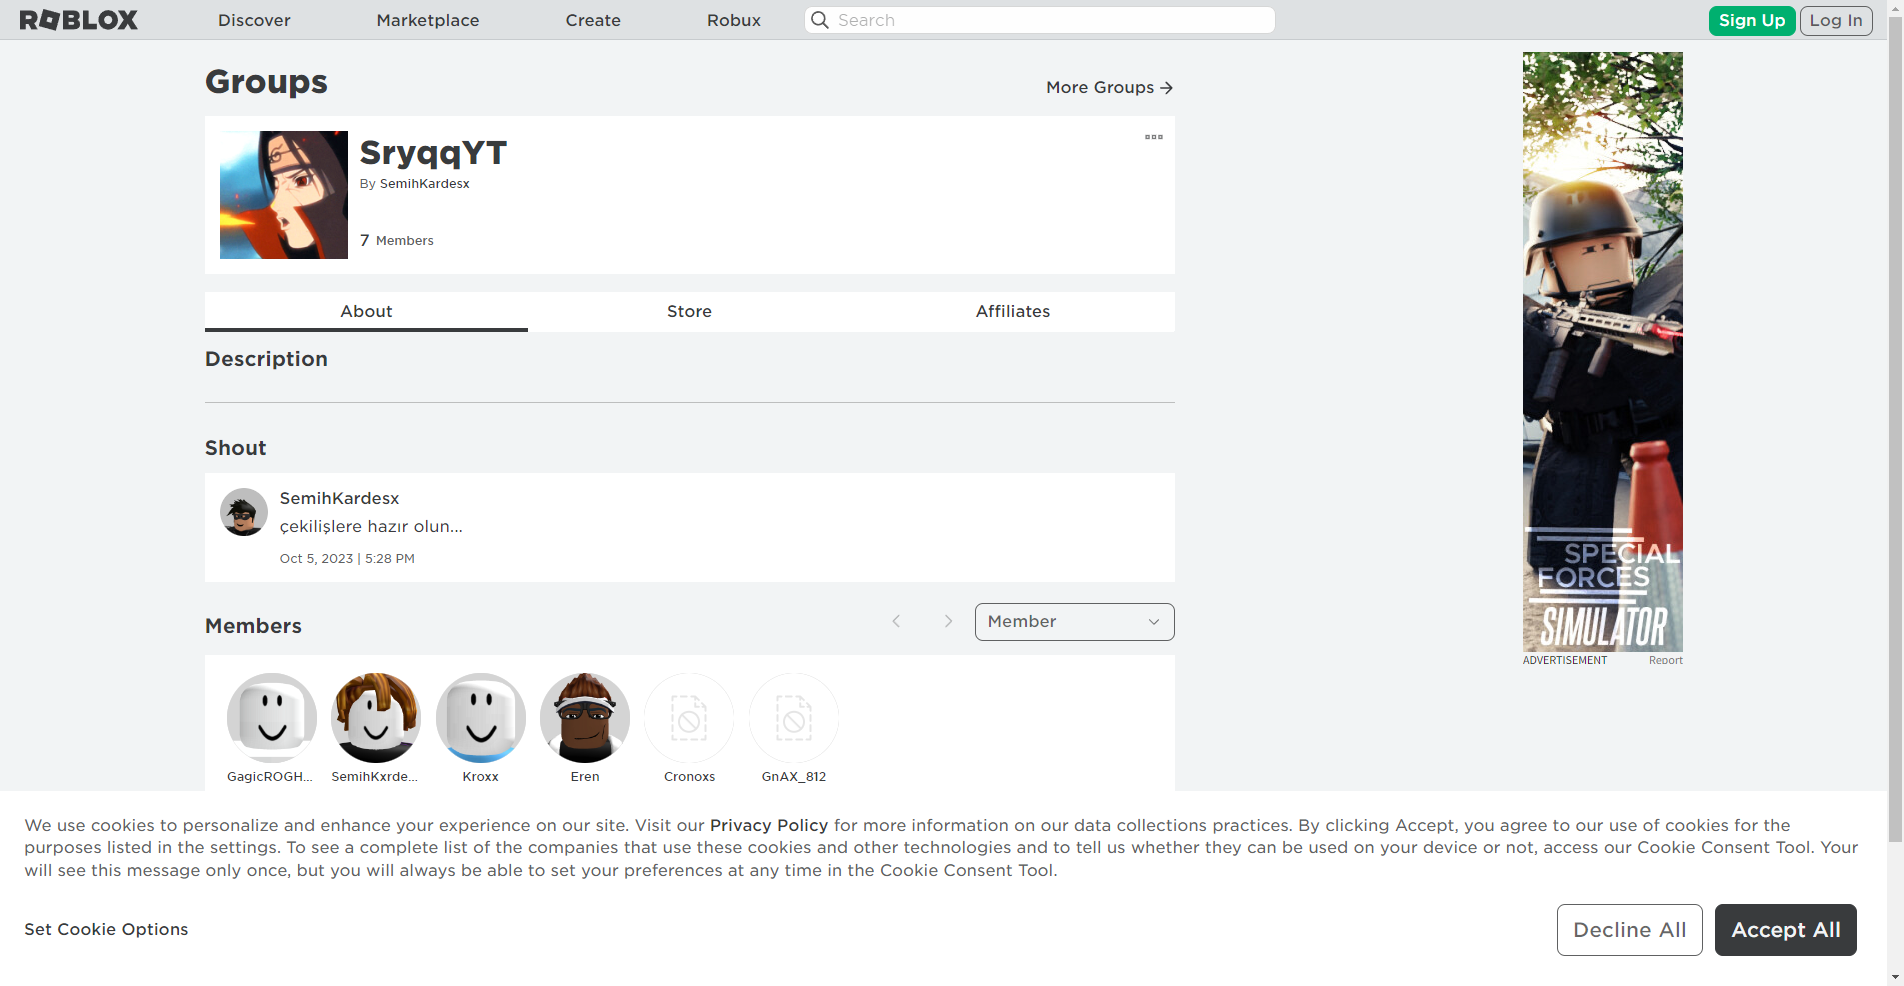 ROBLOX
Discover
Marketplace
Create
Robux
Search
Sign Up
Log In
Groups
More Groups
SryqqYT
By SemihKardesx
7 Members
About
Store
Affiliates
Description
Shout
SemihKardesx
çekilişlere hazır olun...
Oct 5, 2023 | 5:28 PM
Members
Member
GagicROGH...
SemihKxrde...
Kroxx
Eren
Cronoxs
GnAX_812
SPECIAL
FORCES
SIMULATOR
ADVERTISEMENT
Report
We use cookies to personalize and enhance your experience on our site. Visit our Privacy Policy for more information on our data collections practices. By clicking Accept, you agree to our use of cookies for the
purposes listed in the settings. To see a complete list of the companies that use these cookies and other technologies and to tell us whether they can be used on your device or not, access our Cookie Consent Tool. Your
will see this message only once, but you will always be able to set your preferences at any time in the Cookie Consent Tool.
Set Cookie Options
Decline All
Accept All